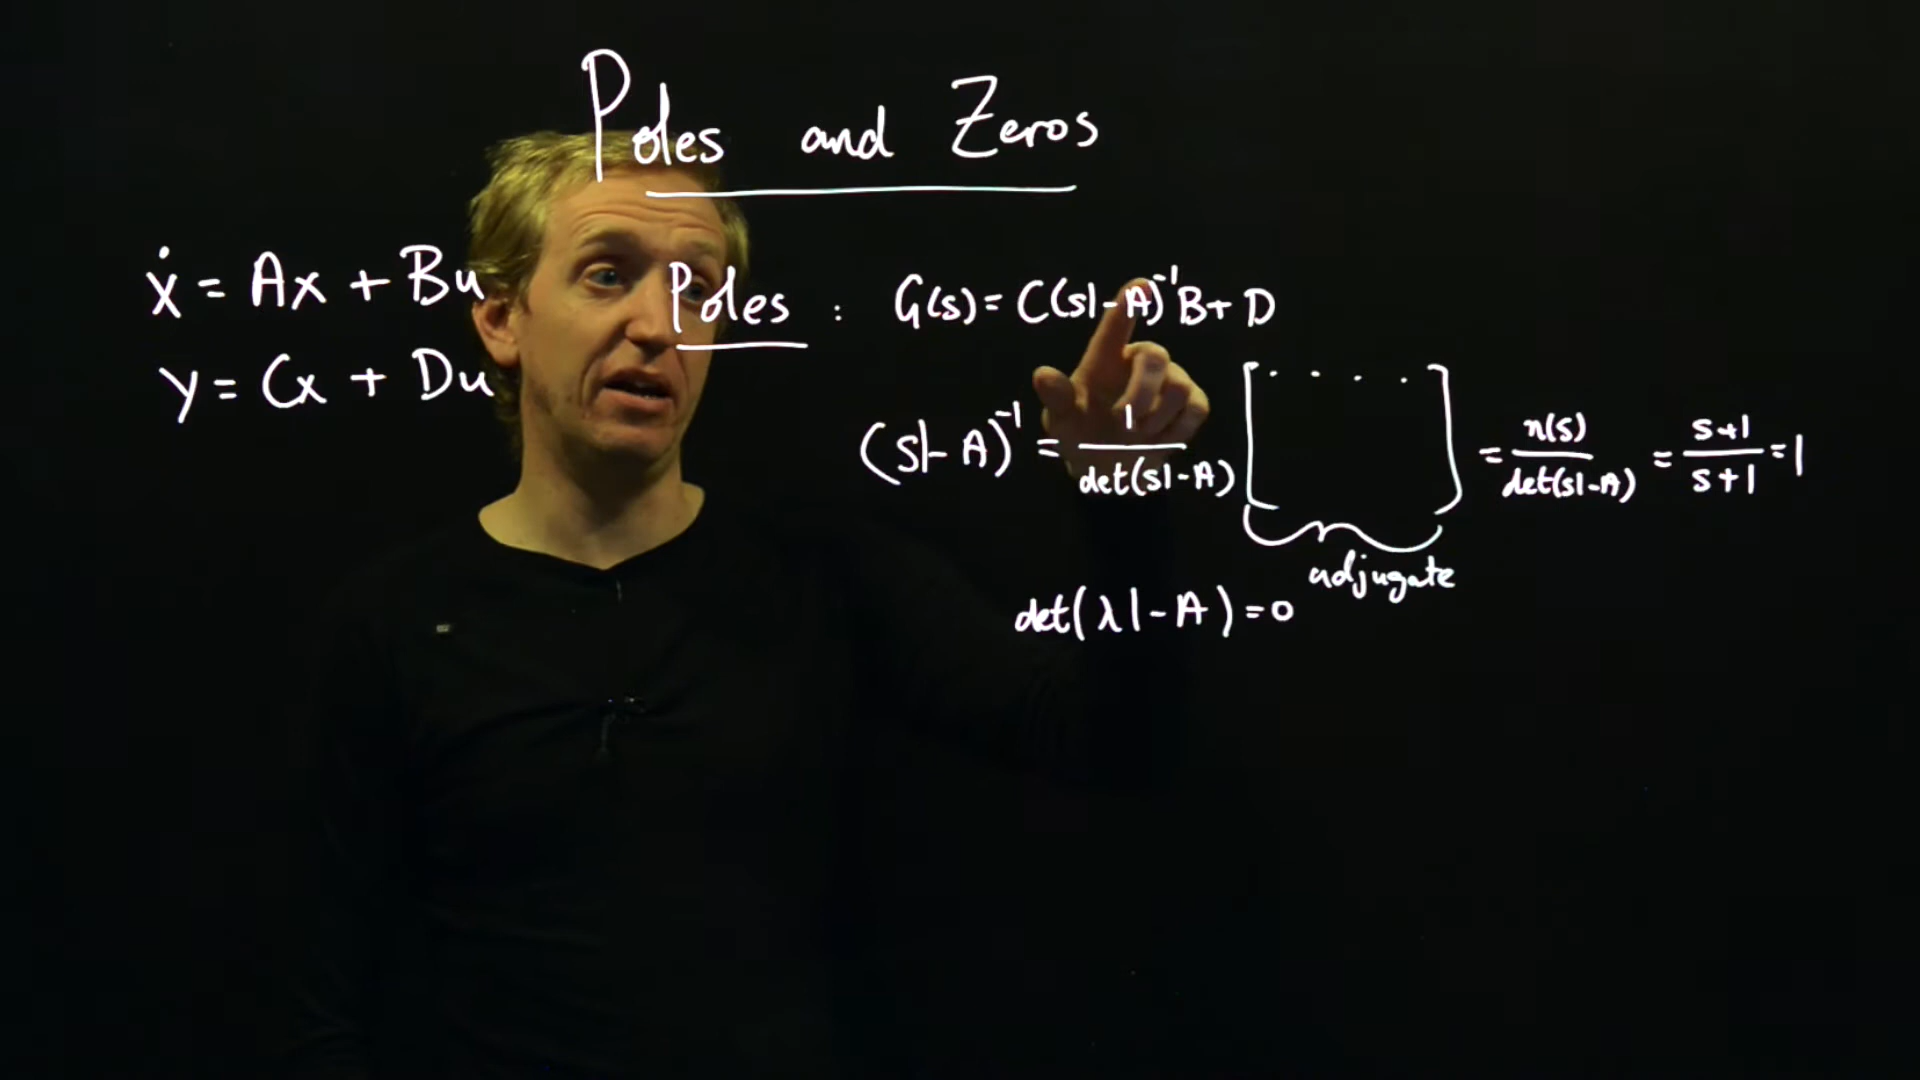 Poles and Zeros
ẋ = Ax + Bu
y = Cx + Du
Poles : G(s) = C(sI-A)⁻¹B + D
(sI-A)⁻¹ = 1/det(sI-A) [. . . .] = n(s)/det(sI-A) = s+1/s+1 = 1
adjugate
det(λI-A) = 0